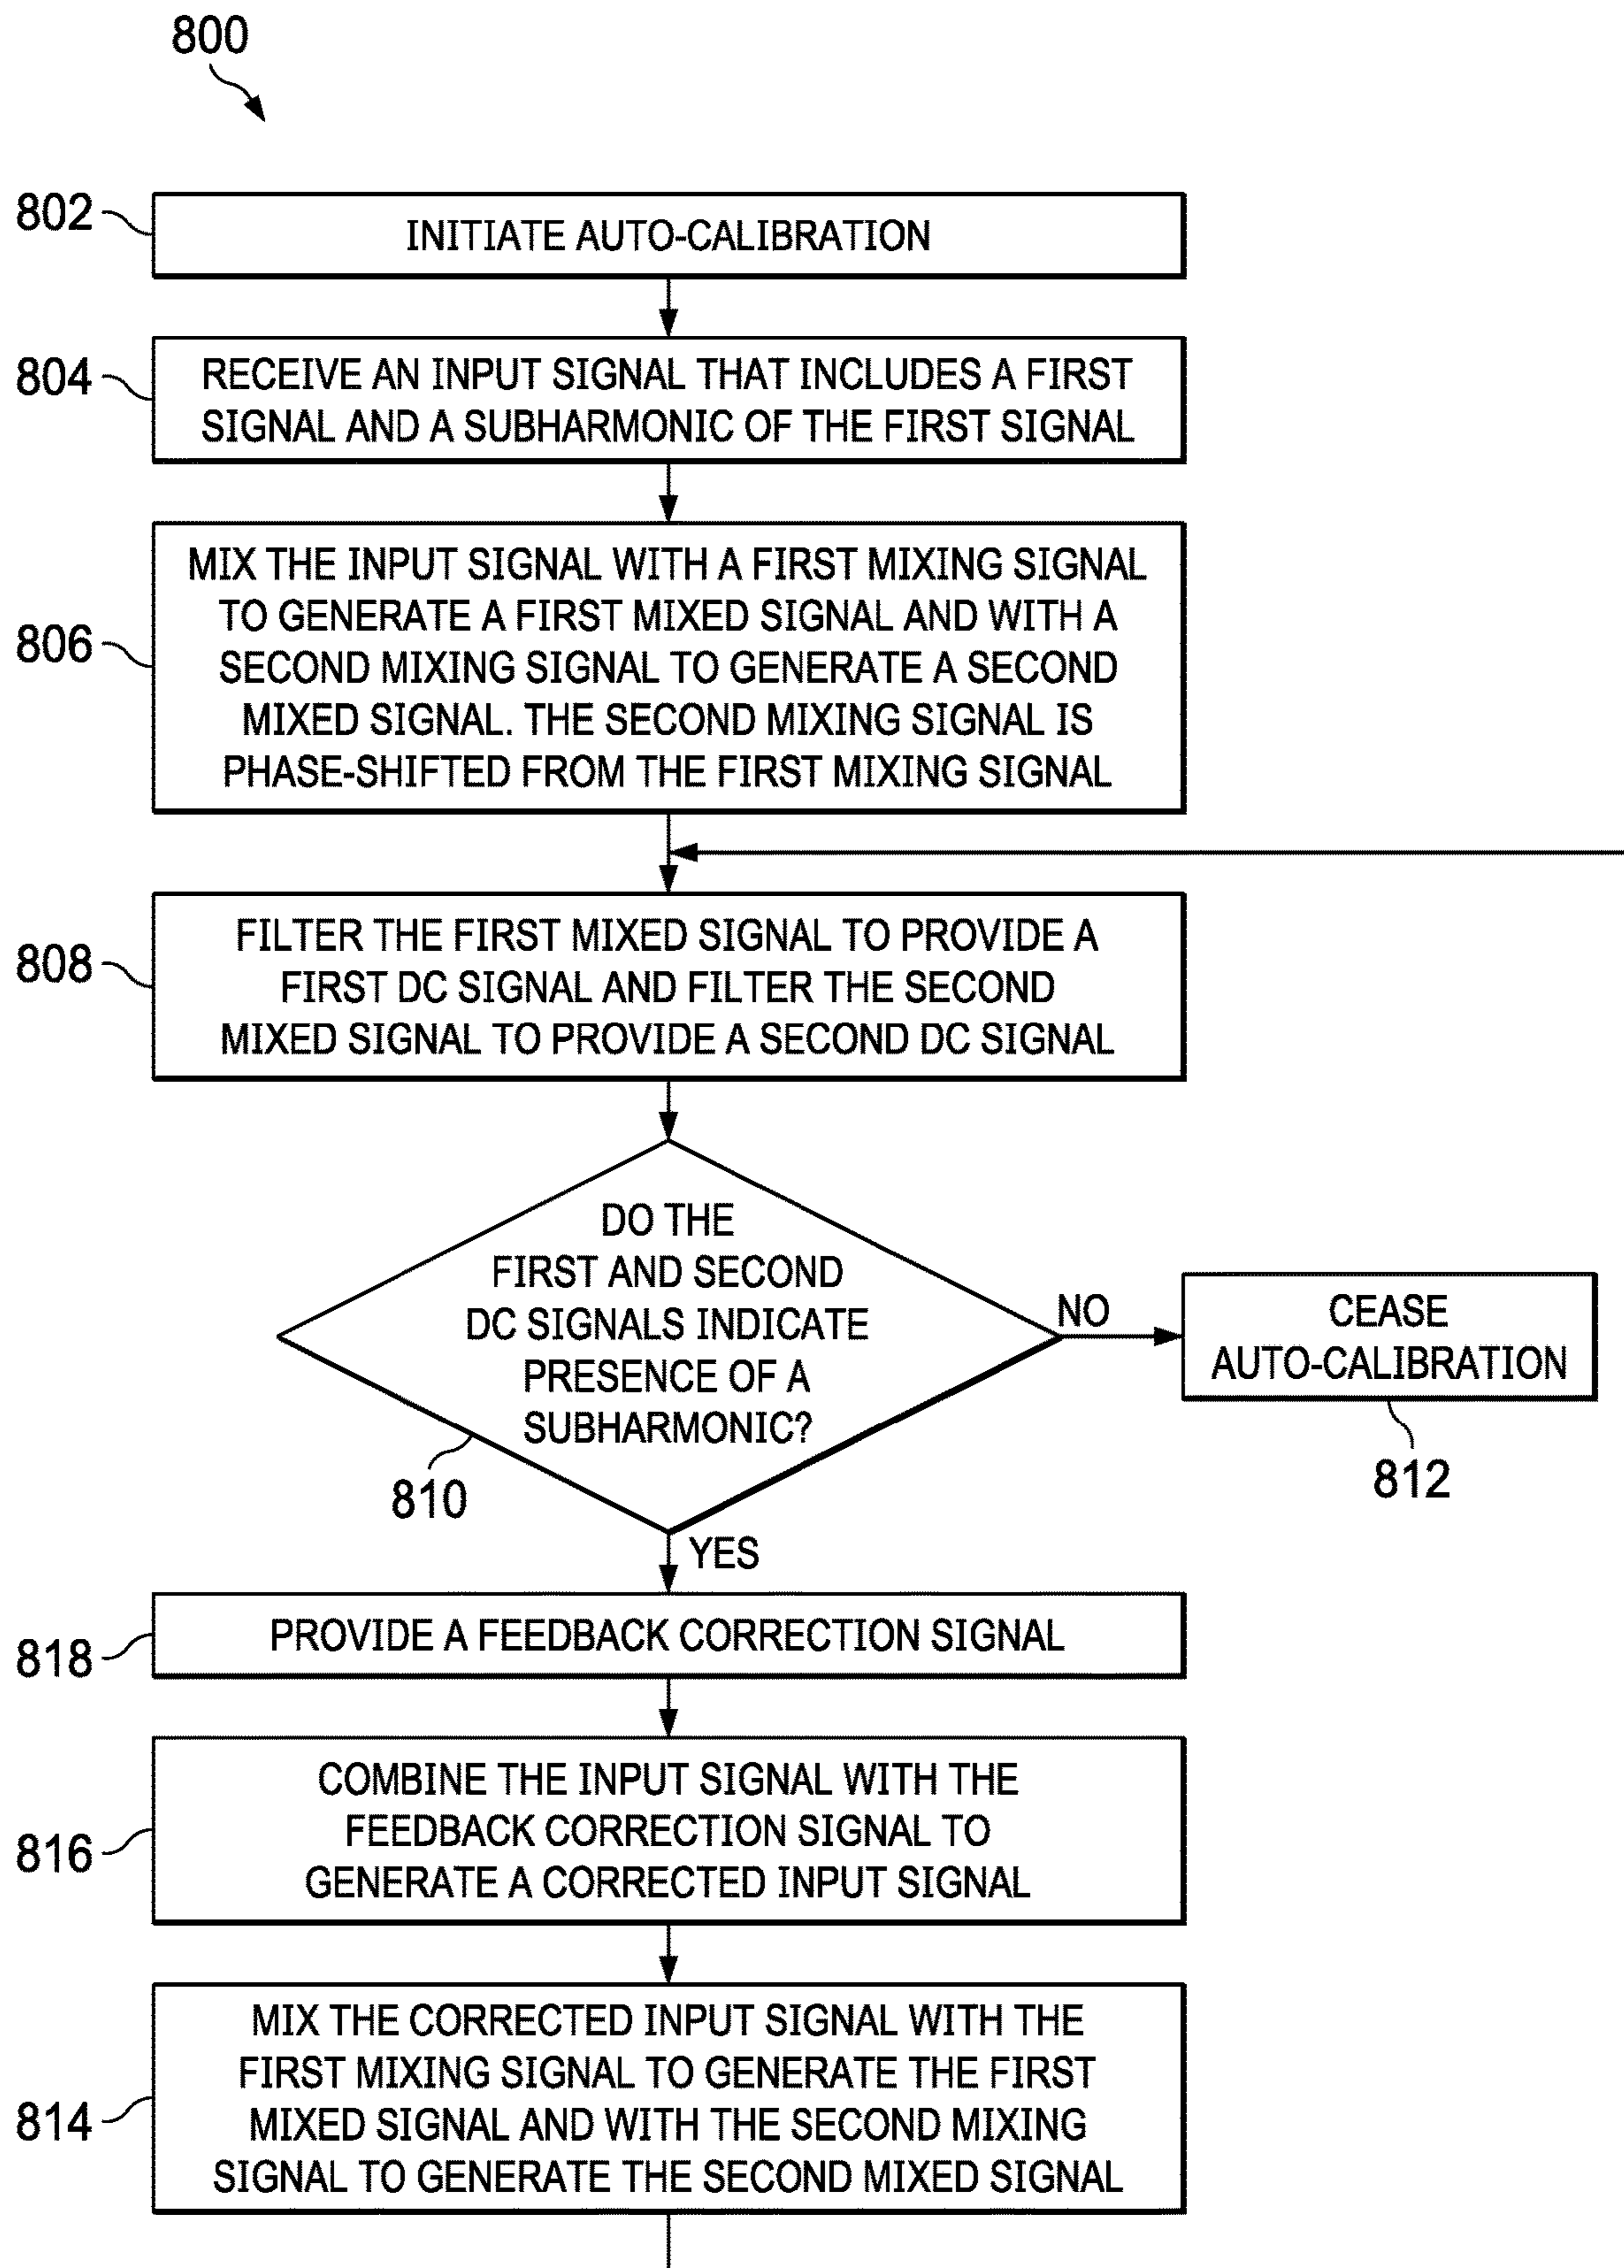 800
802
INITIATE AUTO-CALIBRATION
804
RECEIVE AN INPUT SIGNAL THAT INCLUDES A FIRST
SIGNAL AND A SUBHARMONIC OF THE FIRST SIGNAL
806
MIX THE INPUT SIGNAL WITH A FIRST MIXING SIGNAL
TO GENERATE A FIRST MIXED SIGNAL AND WITH A
SECOND MIXING SIGNAL TO GENERATE A SECOND
MIXED SIGNAL. THE SECOND MIXING SIGNAL IS
PHASE-SHIFTED FROM THE FIRST MIXING SIGNAL
808
FILTER THE FIRST MIXED SIGNAL TO PROVIDE A
FIRST DC SIGNAL AND FILTER THE SECOND
MIXED SIGNAL TO PROVIDE A SECOND DC SIGNAL
DO THE
FIRST AND SECOND
DC SIGNALS INDICATE
PRESENCE OF A
SUBHARMONIC?
810
NO
CEASE
AUTO-CALIBRATION
812
YES
818
PROVIDE A FEEDBACK CORRECTION SIGNAL
816
COMBINE THE INPUT SIGNAL WITH THE
FEEDBACK CORRECTION SIGNAL TO
GENERATE A CORRECTED INPUT SIGNAL
814
MIX THE CORRECTED INPUT SIGNAL WITH THE
FIRST MIXING SIGNAL TO GENERATE THE FIRST
MIXED SIGNAL AND WITH THE SECOND MIXING
SIGNAL TO GENERATE THE SECOND MIXED SIGNAL